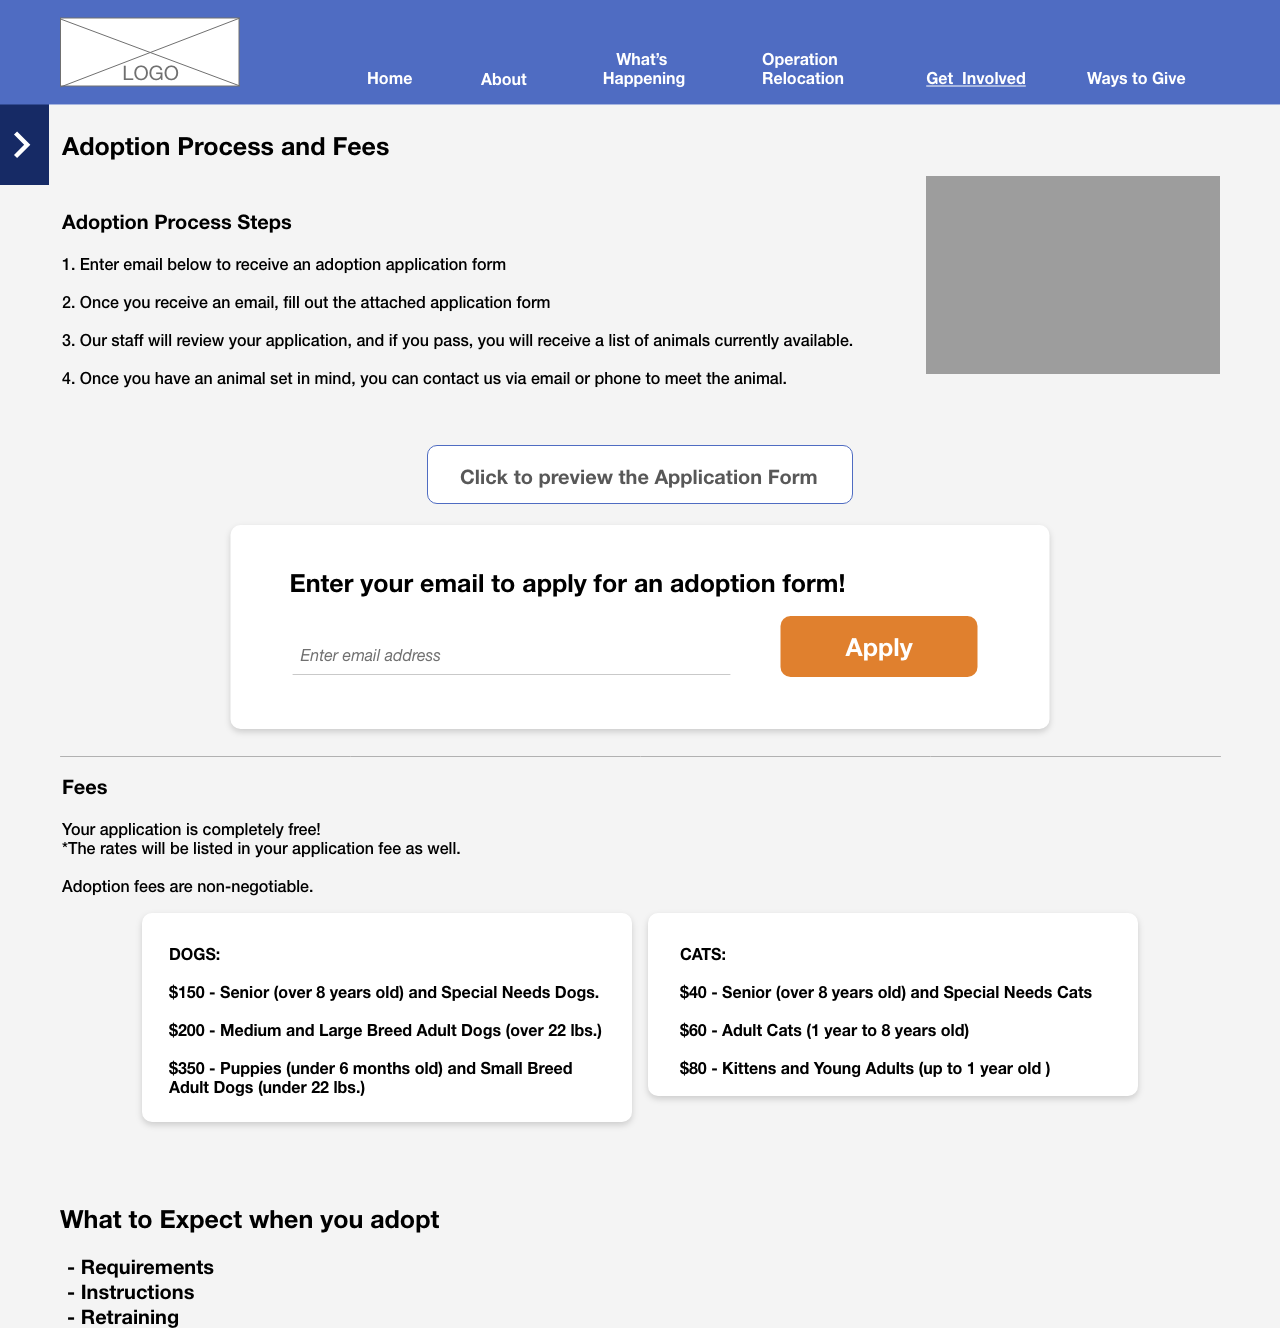 LOGO
Home
About
What's
Happening
Operation
Relocation
Get  Involved
Ways to Give
Adoption Process and Fees
Adoption Process Steps
1. Enter email below to receive an adoption application form
2. Once you receive an email, fill out the attached application form
3. Our staff will review your application, and if you pass, you will receive a list of animals currently available.
4. Once you have an animal set in mind, you can contact us via email or phone to meet the animal.
Click to preview the Application Form
Enter your email to apply for an adoption form!
Enter email address
Apply
Fees
Your application is completely free!
*The rates will be listed in your application fee as well.
Adoption fees are non-negotiable.
DOGS:
$150 - Senior (over 8 years old) and Special Needs Dogs.
$200 - Medium and Large Breed Adult Dogs (over 22 lbs.)
$350 - Puppies (under 6 months old) and Small Breed
Adult Dogs (under 22 lbs.)
CATS:
$40 - Senior (over 8 years old) and Special Needs Cats
$60 - Adult Cats (1 year to 8 years old)
$80 - Kittens and Young Adults (up to 1 year old )
What to Expect when you adopt
- Requirements
- Instructions
- Retraining